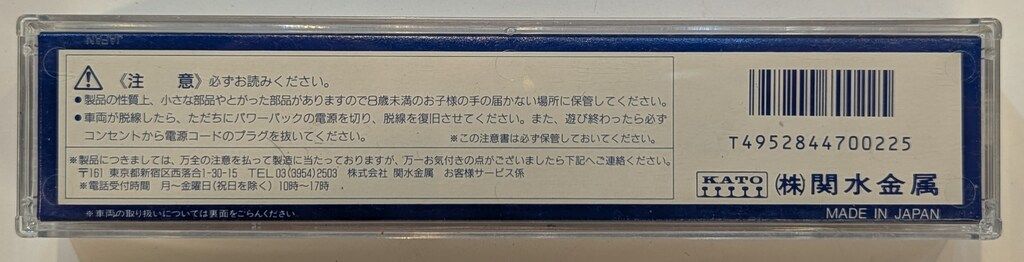 JAPAN
《注 意》必ずお読みください。
●製品の性質上、小さな部品やとがった部品がありますので8歳未満のお子様の手の届かない場所に保管してください。
●車両が脱線したら、ただちにパワーパックの電源を切り、脱線を復旧させてください。また、遊び終わったら必ず
コンセントから電源コードのプラグを抜いてください。 ※この注意書は必ず保管しておいてください。
※製品につきましては、万全の注意を払って製造に当たっておりますが、万一お気付きの点がございましたら下記へご連絡ください。
〒161 東京都新宿区西落合1-30-15 TEL 03(3954)2503 株式会社 関水金属 お客様サービス係
※電話受付時間 月〜金曜日(祝日を除く)10時〜17時
※車両の取り扱いについては裏面をごらんください。
T4952844700225
KATO ㈱関水金属
MADE IN JAPAN